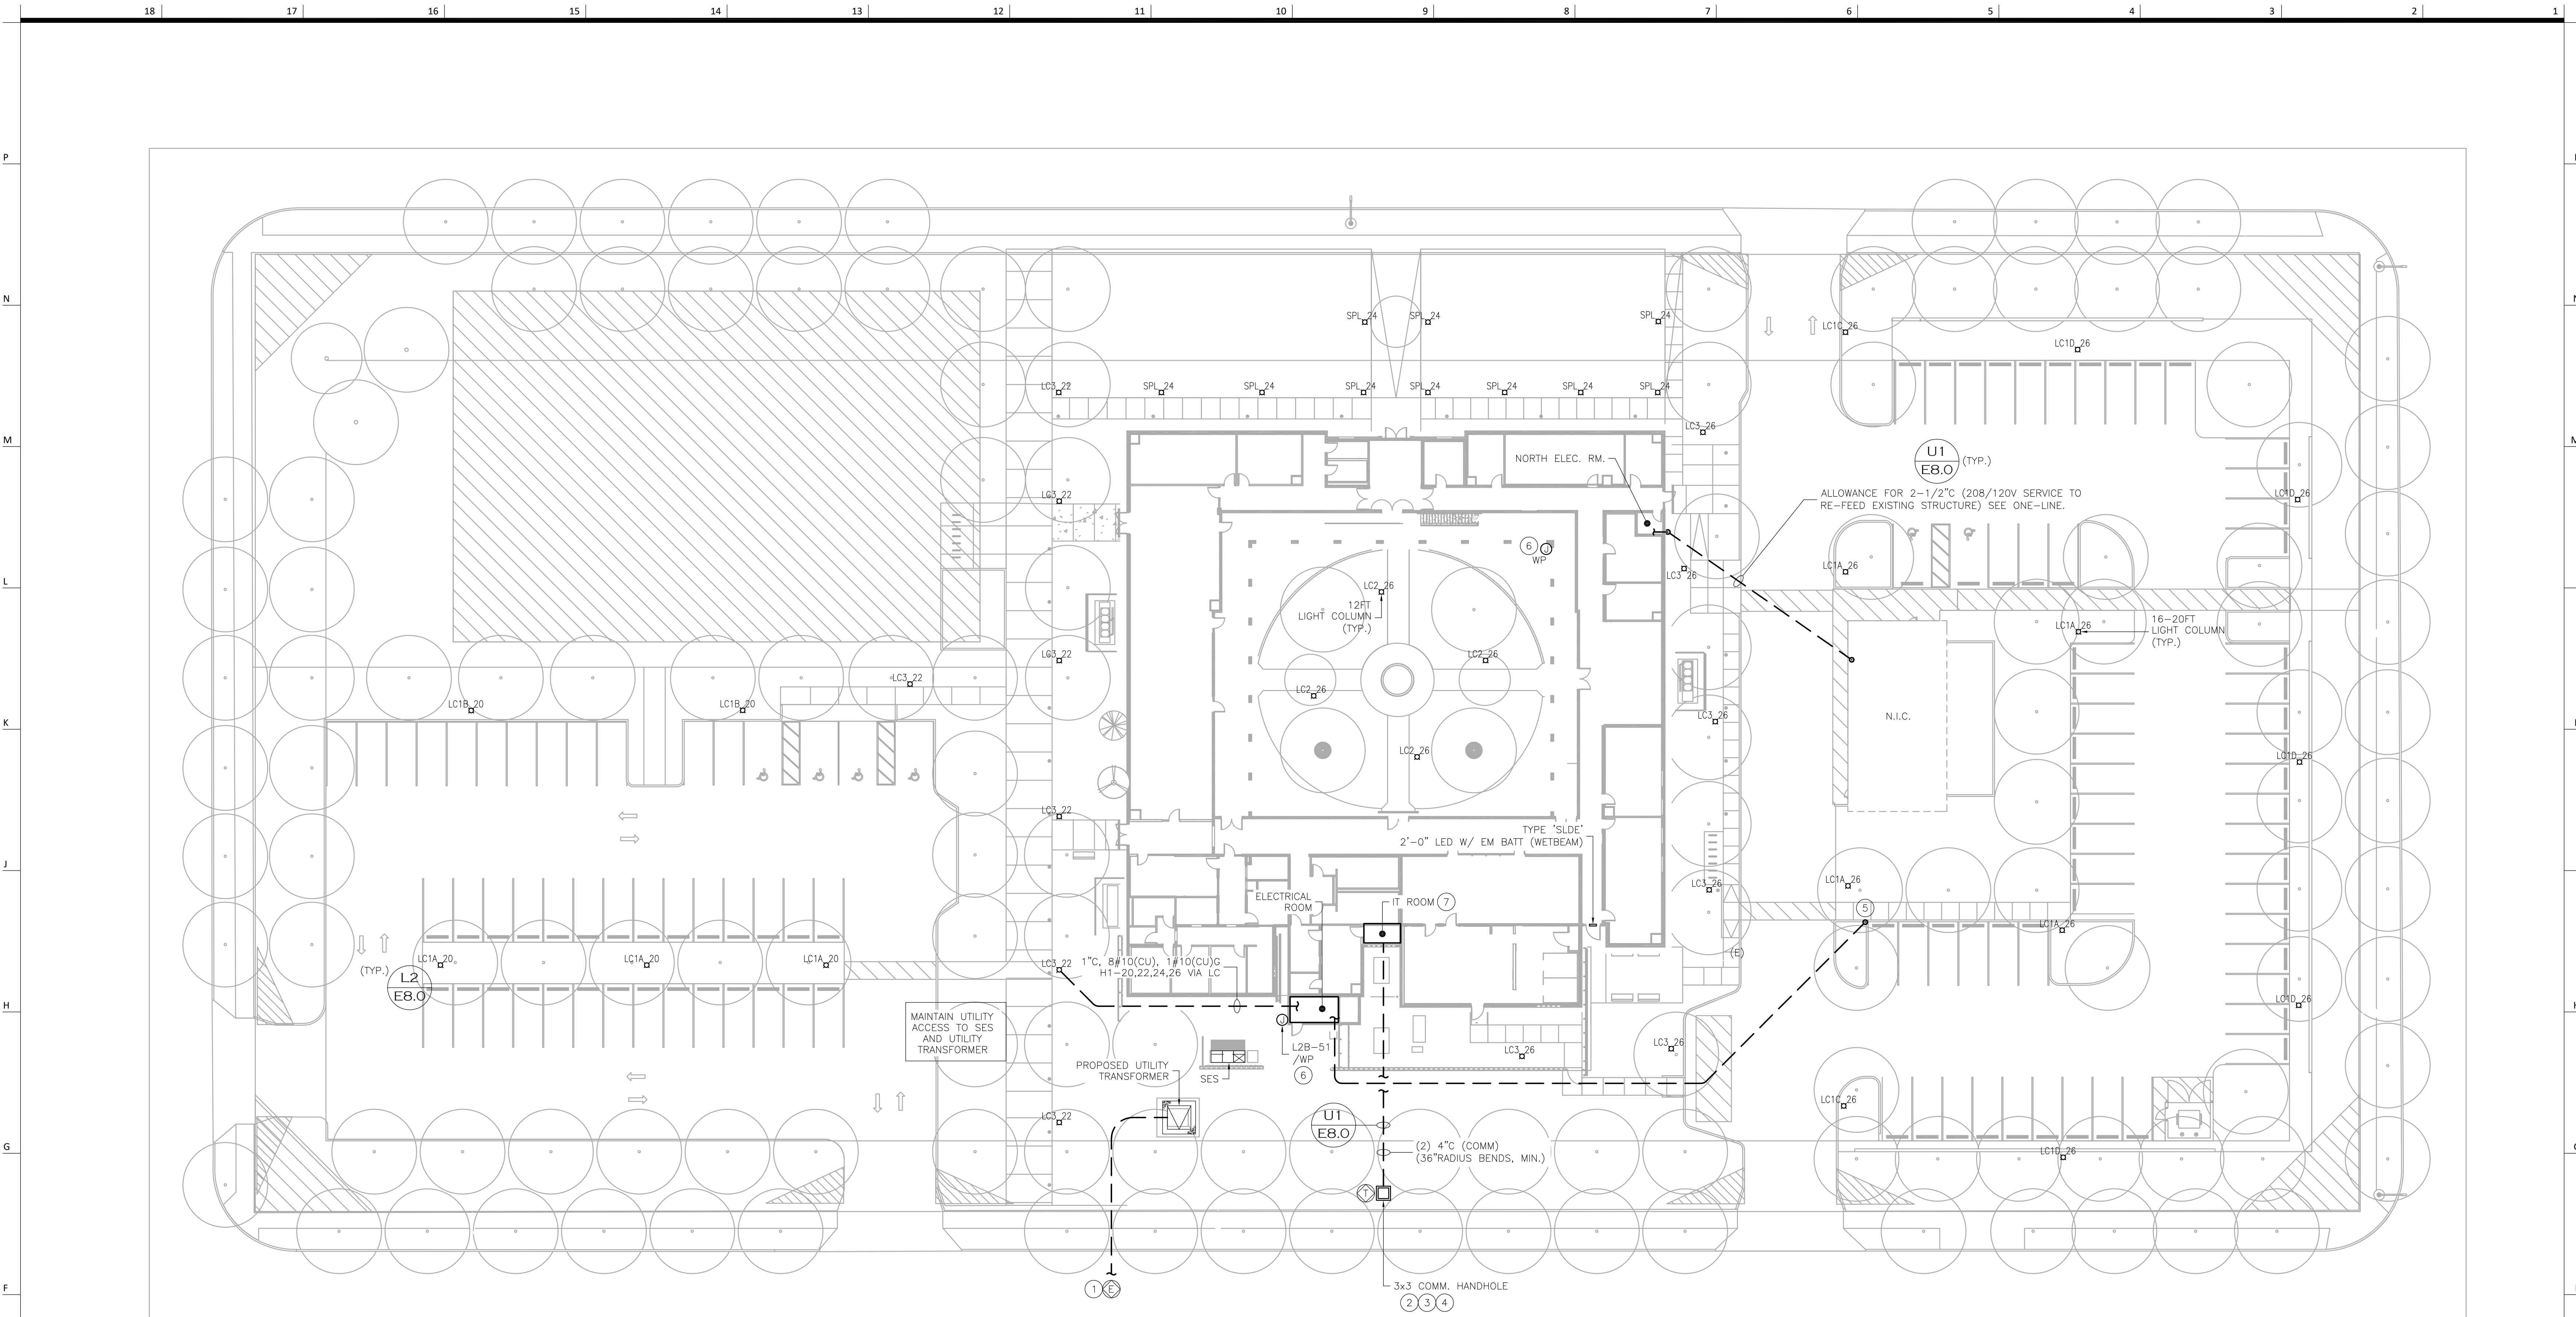 18 17 16 15 14 13 12 11 10 9 8 7 6 5 4 3 2 1
P
N
SPL_24 SPL_24 SPL_24
LC1C_26
LC1D_26
LC3_22 SPL_24 SPL_24 SPL_24 SPL_24 SPL_24 SPL_24 SPL_24
LC3_26
M
U1
E8.0
(TYP.)
NORTH ELEC. RM.
ALLOWANCE FOR 2-1/2"C (208/120V SERVICE TO
RE-FEED EXISTING STRUCTURE) SEE ONE-LINE.
LC3_22
LC1D_26
6 J
WP
LC3_26
LC1A_26
L
LC2_26
12FT
LIGHT COLUMN
(TYP.)
LC1A_26
16-20FT
LIGHT COLUMN
(TYP.)
LC3_22
LC2_26
LC3_22
LC2_26
LC1B_20 LC1B_20
LC3_26
N.I.C.
K
LC2_26
LC1D_26
LC3_22
TYPE 'SLDE'
2'-0" LED W/ EM BATT (WETBEAM)
J
LC3_26
LC1A_26
ELECTRICAL
ROOM
IT ROOM 7
5
LC1A_26
(E)
LC1A_20 LC1A_20 LC1A_20
(TYP.)
L2
E8.0
LC3_22
1"C, 8#10(CU), 1#10(CU)G
H1-20,22,24,26 VIA LC
H
LC1D_26
MAINTAIN UTILITY
ACCESS TO SES
AND UTILITY
TRANSFORMER
J
L2B-51
/WP
6
LC3_26
LC3_26
PROPOSED UTILITY
TRANSFORMER
SES
LC3_22
LC1C_26
U1
E8.0
G
(2) 4"C (COMM)
(36"RADIUS BENDS, MIN.)
LC1D_26
T
F
1 E
3x3 COMM. HANDHOLE
2 3 4